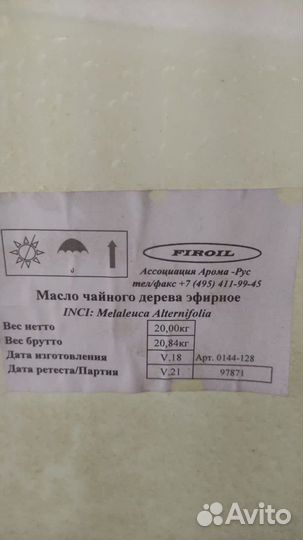 FIROIL
Ассоциация Арома -Рус
тел/факс +7 (495) 411-99-45
Масло чайного дерева эфирное
INCI: Melaleuca Alternifolia
Вес нетто 20,00кг
Вес брутто 20,84кг
Дата изготовления V.18 Арт. 0144-128
Дата ретеста/Партия V.21 97871
Avito